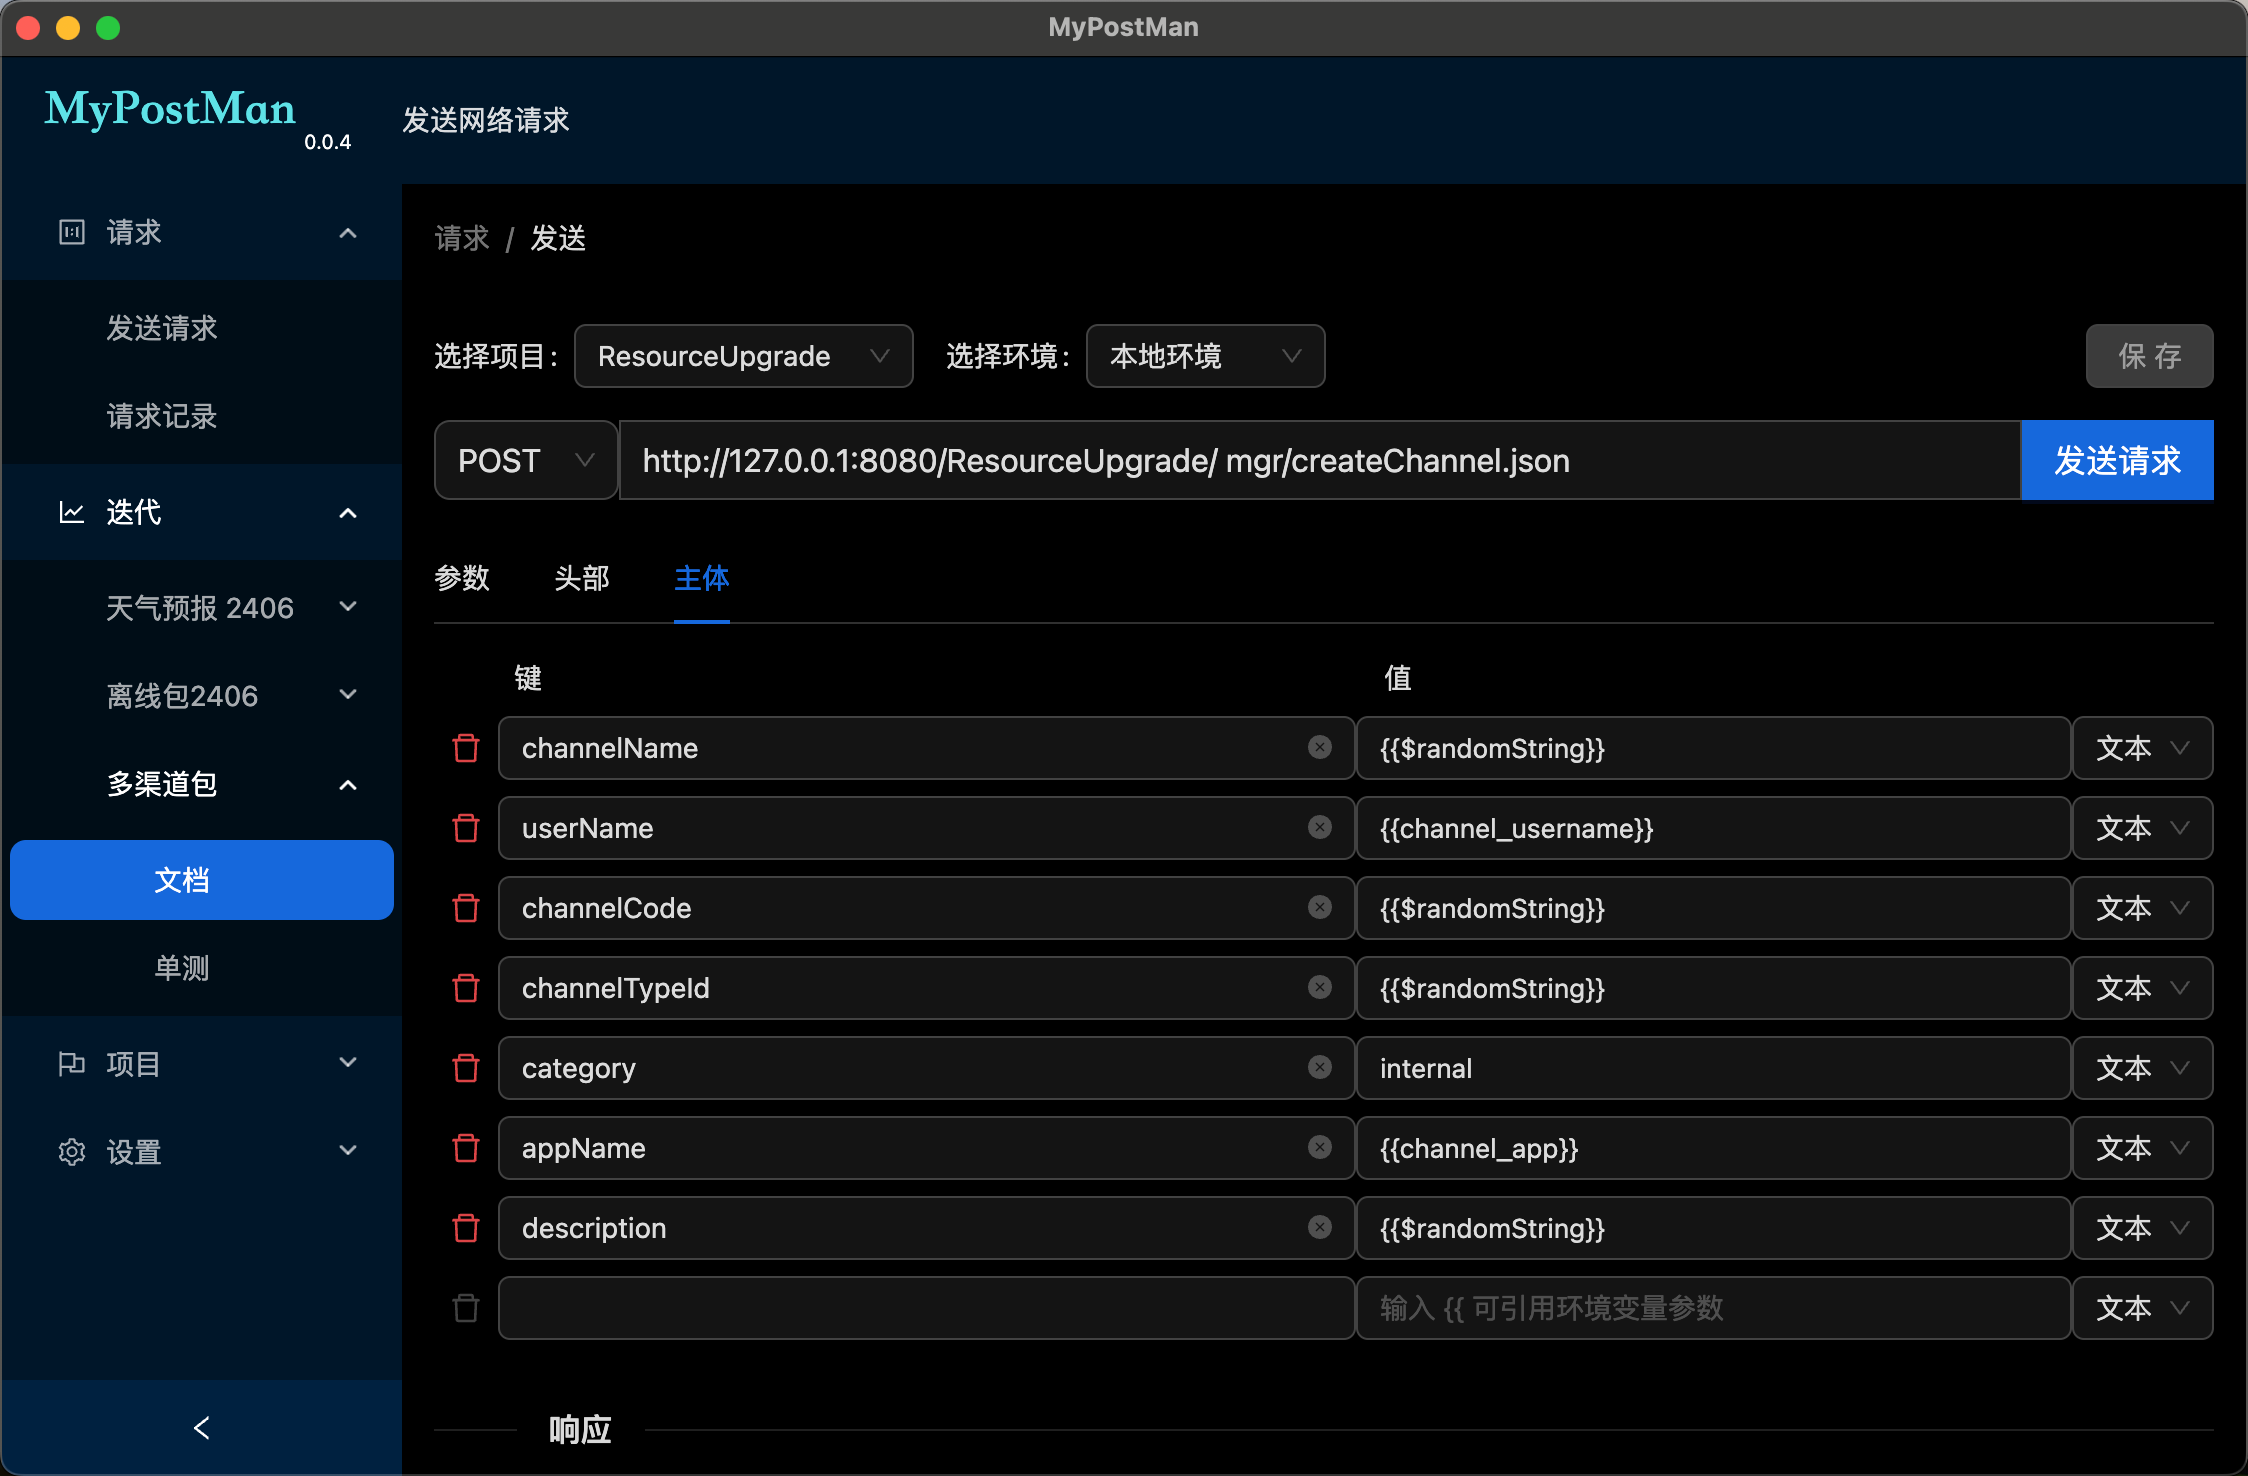 MyPostMan
MyPostMan
0.0.4
发送网络请求
请求
发送请求
请求记录
迭代
天气预报 2406
离线包2406
多渠道包
文档
单测
项目
设置
请求 / 发送
选择项目: ResourceUpgrade 选择环境: 本地环境 保 存
POST http://127.0.0.1:8080/ResourceUpgrade/ mgr/createChannel.json 发送请求
参数 头部 主体
键 值
channelName {{$randomString}} 文本
userName {{channel_username}} 文本
channelCode {{$randomString}} 文本
channelTypeId {{$randomString}} 文本
category internal 文本
appName {{channel_app}} 文本
description {{$randomString}} 文本
输入 {{ 可引用环境变量参数 文本
响应